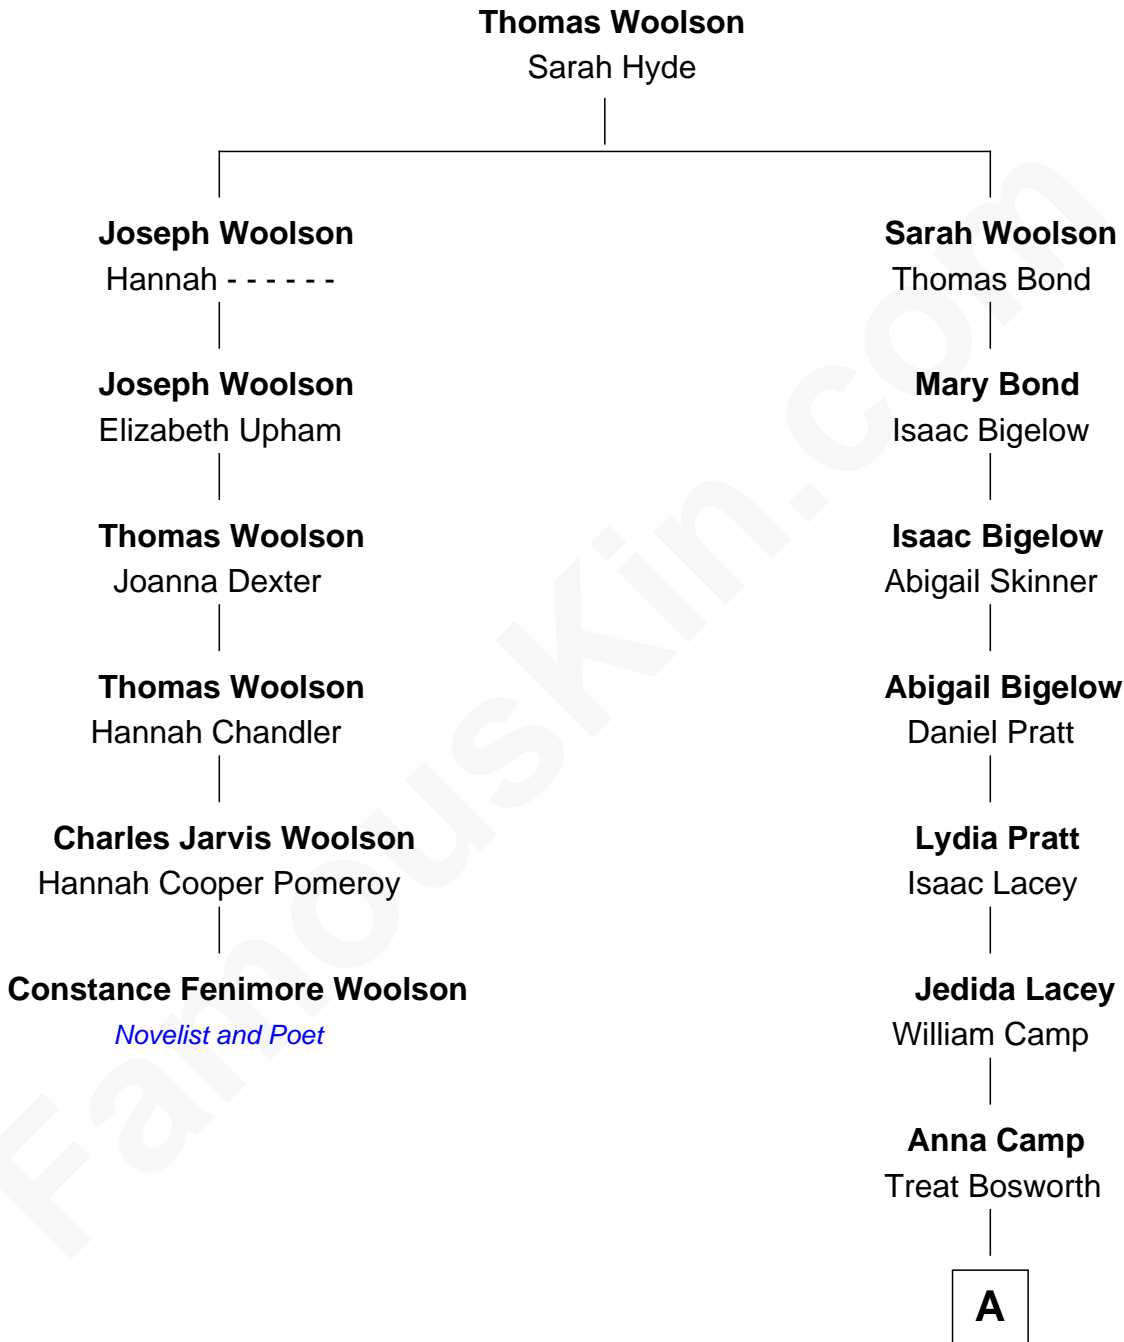 Thomas Woolson
Sarah Hyde
Joseph Woolson
Hannah - - - - - -
Joseph Woolson
Elizabeth Upham
Thomas Woolson
Joanna Dexter
Thomas Woolson
Hannah Chandler
Charles Jarvis Woolson
Hannah Cooper Pomeroy
Constance Fenimore Woolson
Novelist and Poet
Sarah Woolson
Thomas Bond
Mary Bond
Isaac Bigelow
Isaac Bigelow
Abigail Skinner
Abigail Bigelow
Daniel Pratt
Lydia Pratt
Isaac Lacey
Jedida Lacey
William Camp
Anna Camp
Treat Bosworth
A
FamousKin.com